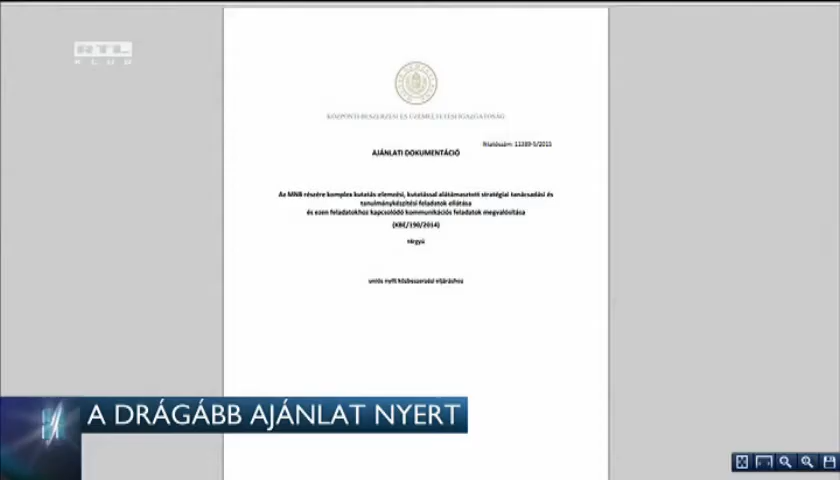 RTL
KLUB
KÖZPONTI BESZERZÉSI ÉS ÜZEMELTETÉSI IGAZGATÓSÁG
Iktatószám: 11389-5/2015
AJÁNLATI DOKUMENTÁCIÓ
Az MNB részére komplex kutatás elemzési, kutatással alátámasztott stratégiai tanácsadási és
tanulmánykészítési feladatok ellátása
és ezen feladatokhoz kapcsolódó kommunikációs feladatok megvalósítása
(KBE/190/2014)
tárgyú
uniós nyílt közbeszerzési eljáráshoz
A DRÁGÁBB AJÁNLAT NYERT